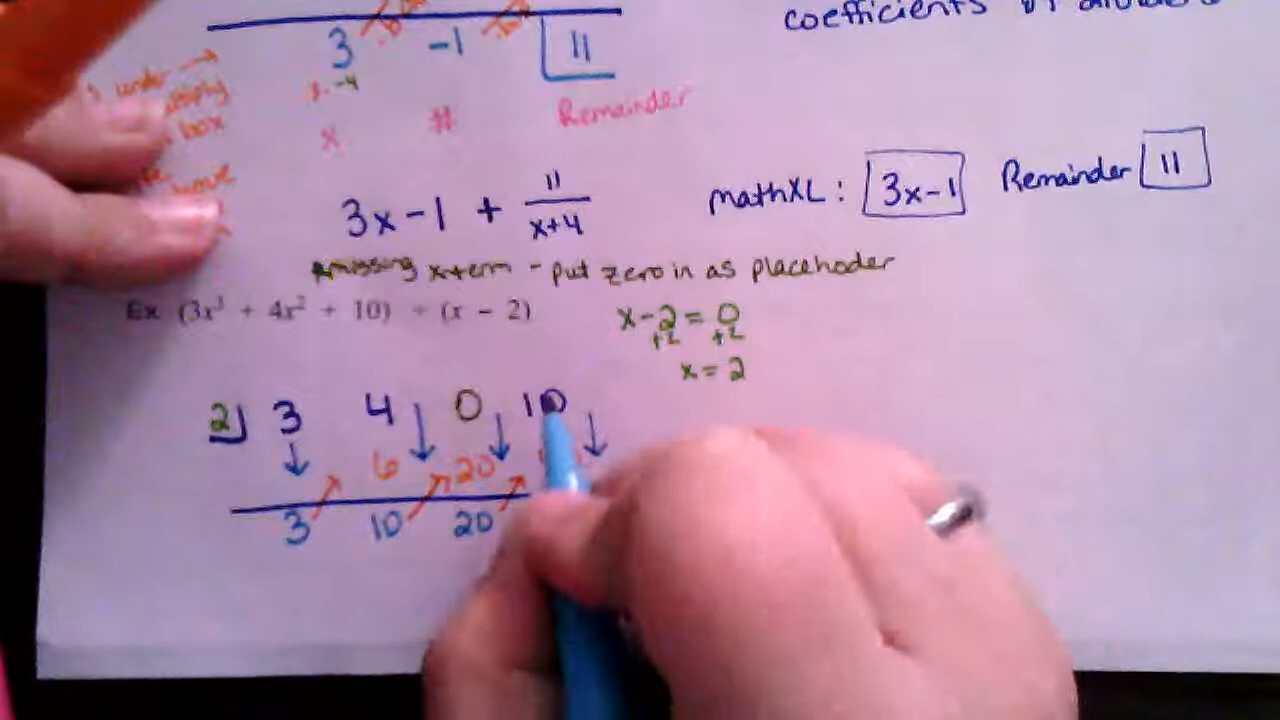 coefficients
3 -1 11
-4
box
x # Remainder
3x-1 + 11/x+4
mathXL: 3x-1 Remainder 11
missing x term - put zero in as placehoder
Ex (3x³ + 4x² + 10) ÷ (x - 2)
x-2=0
+2 +2
x=2
2 3 4 0 10
6 20
3 10 20